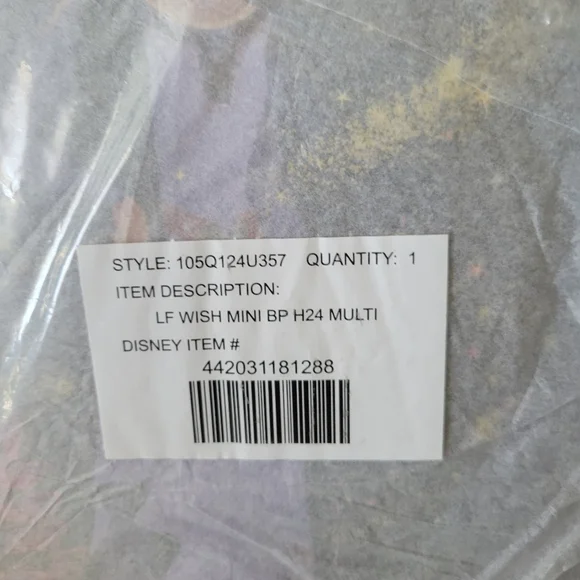 STYLE: 105Q124U357 QUANTITY: 1
ITEM DESCRIPTION:
LF WISH MINI BP H24 MULTI
DISNEY ITEM #
442031181288